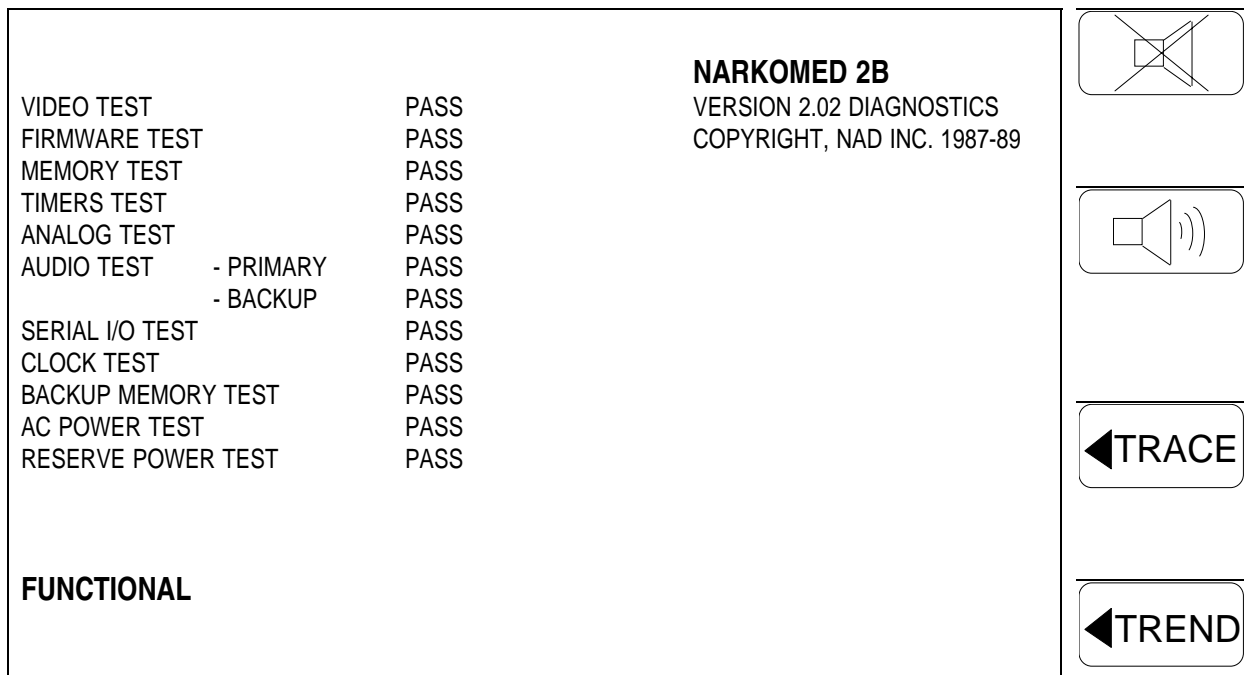 NARKOMED 2B
VIDEO TEST PASS VERSION 2.02 DIAGNOSTICS
FIRMWARE TEST PASS COPYRIGHT, NAD INC. 1987-89
MEMORY TEST PASS
TIMERS TEST PASS
ANALOG TEST PASS
AUDIO TEST - PRIMARY PASS
- BACKUP PASS
SERIAL I/O TEST PASS
CLOCK TEST PASS
BACKUP MEMORY TEST PASS
AC POWER TEST PASS
RESERVE POWER TEST PASS
FUNCTIONAL
TRACE
TREND